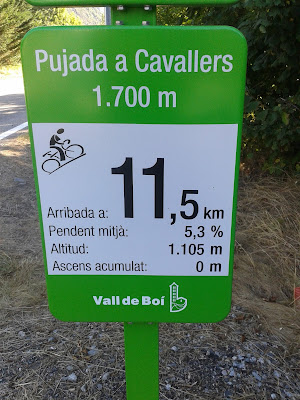 Pujada a Cavallers
1.700 m
Arribada a: 11,5 km
Pendent mitjà: 5,3 %
Altitud: 1.105 m
Ascens acumulat: 0 m
Vall de Boí